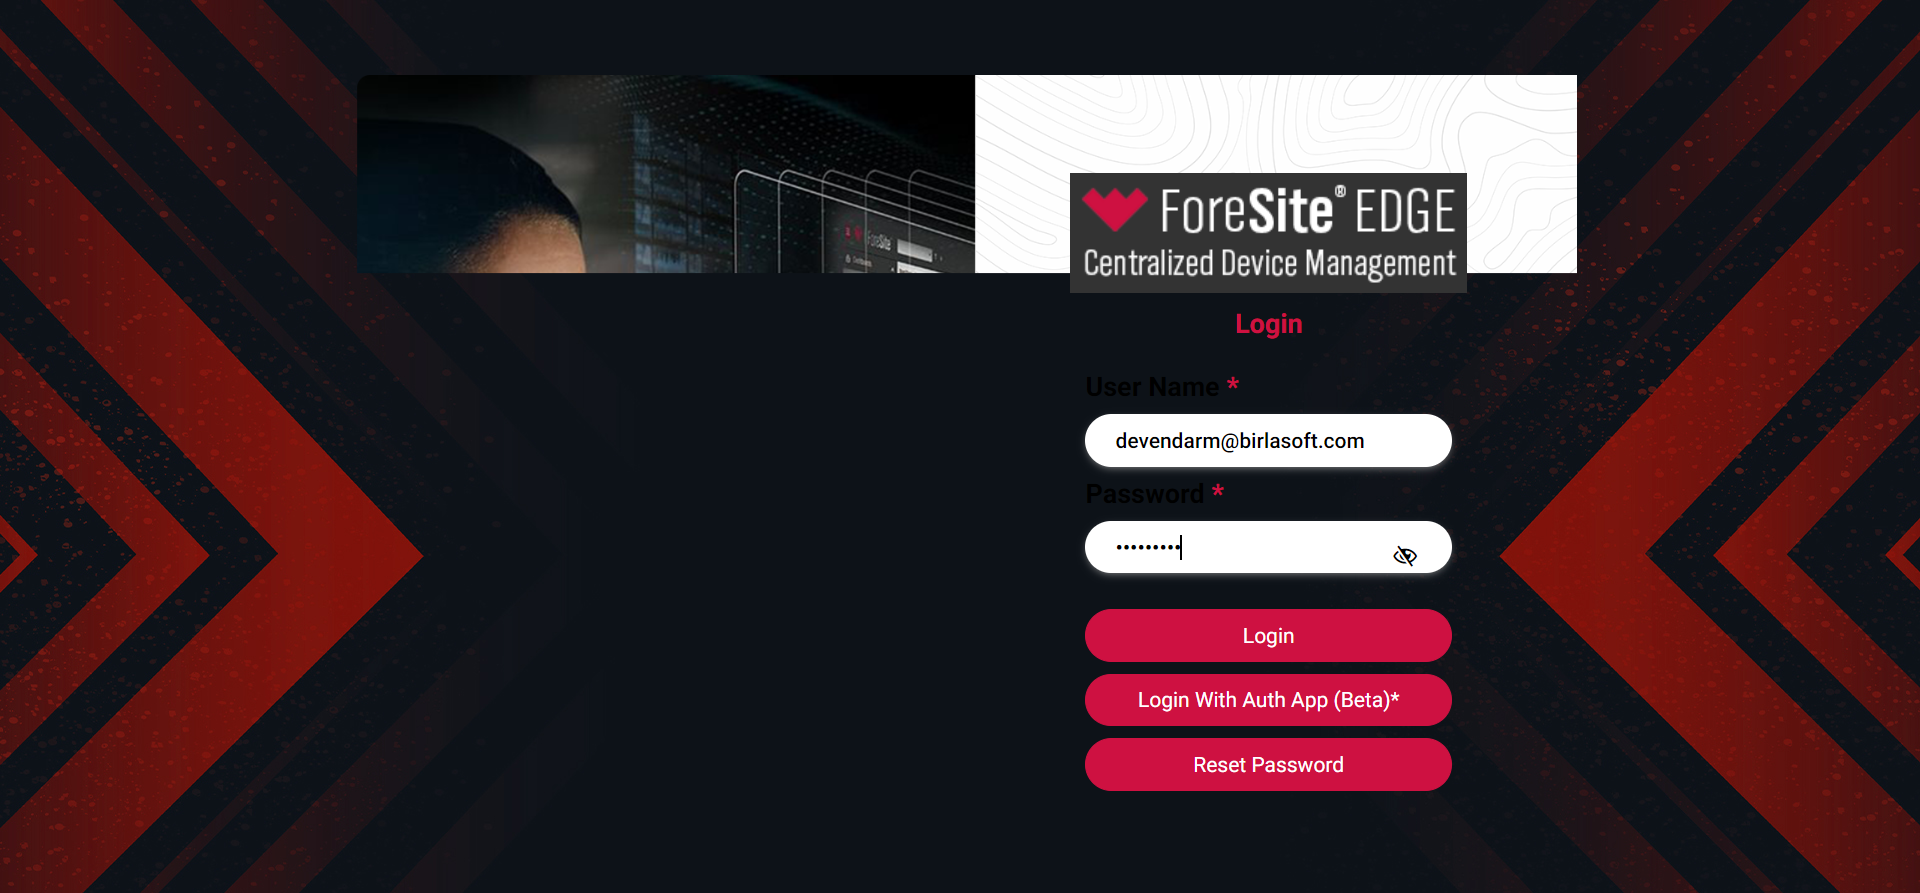 ForeSite
ForeSite® EDGE
Centralized Device Management
Login
User Name *
devendarm@birlasoft.com
Password *
•••••••••
Login
Login With Auth App (Beta)*
Reset Password